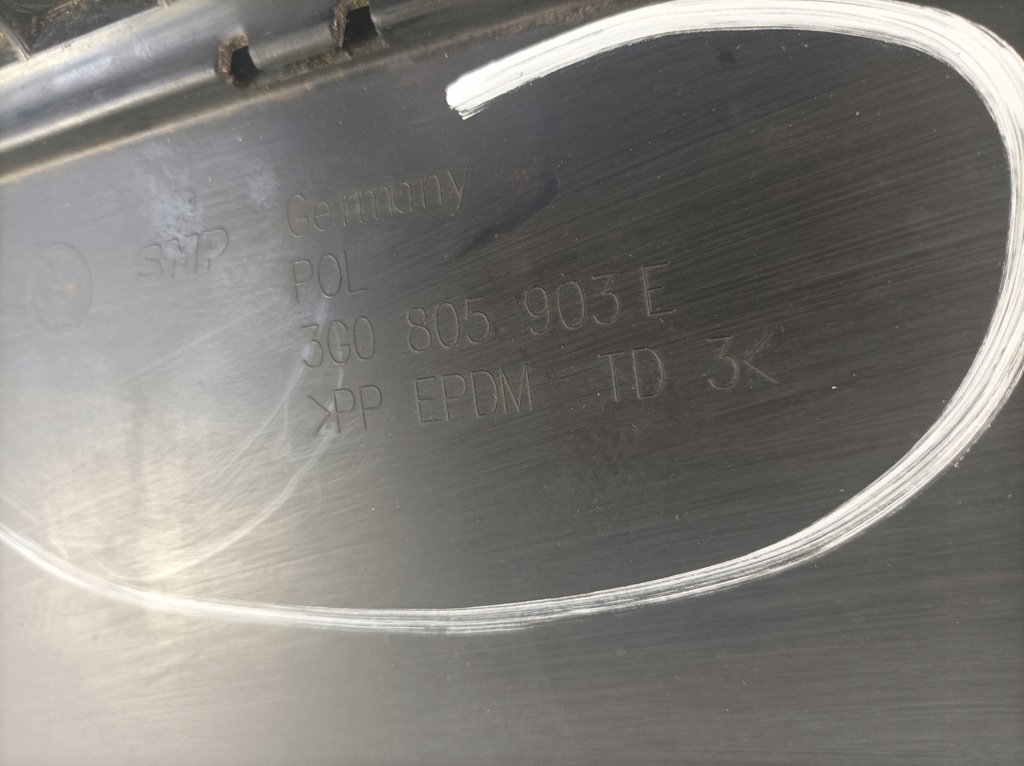 SMP
Germany
POL
3G0 805 903 E
>PP EPDM TD 3<